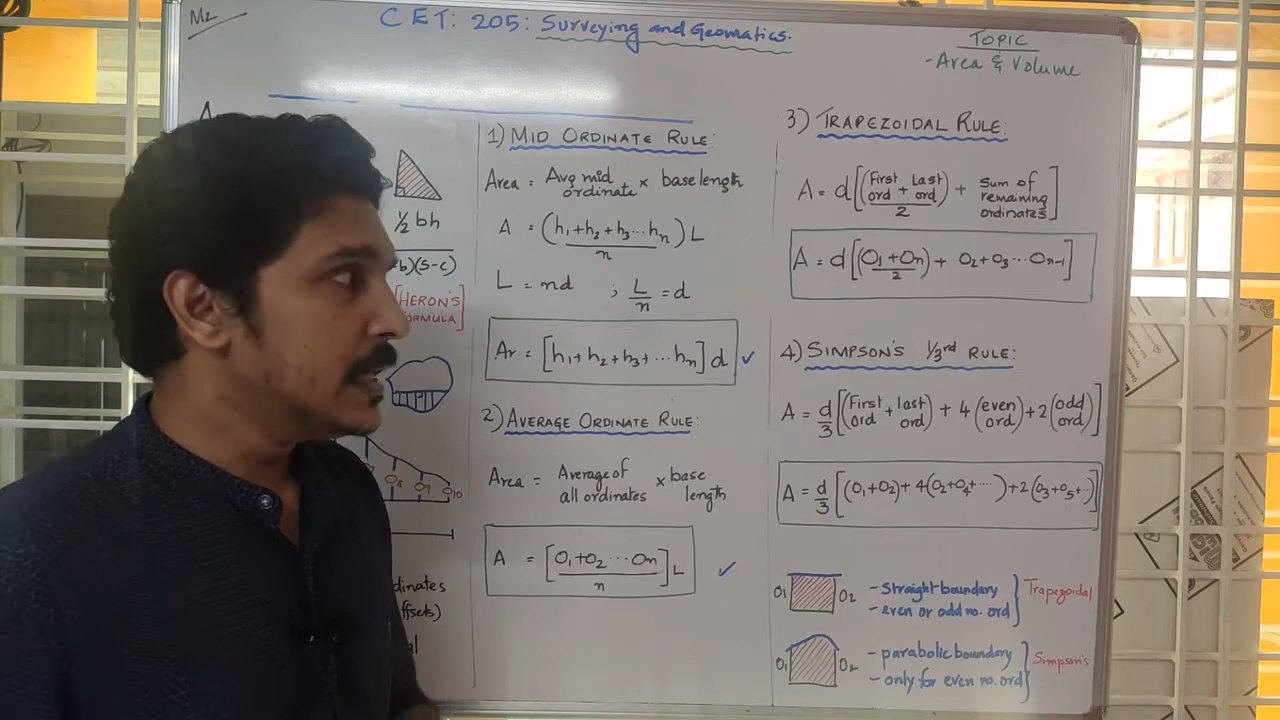 M2
CET: 205: Surveying and Geomatics.
TOPIC
- Area & Volume
½ bh
-b)(S-c)
[HERON'S
FORMULA]
O8 O9 O10
1) MID ORDINATE RULE:
Area = Avg mid ordinate × base length
A = (h1+h2+h3...hn)/n L
L = nd ; L/n = d
Ar = [h1+h2+h3+...hn] d ✓
2) AVERAGE ORDINATE RULE:
Area = Average of all ordinates × base length
A = [O1+O2...On / n] L ✓
3) TRAPEZOIDAL RULE:
A = d[(First ord + Last ord)/2 + Sum of remaining ordinates]
A = d[(O1+On)/2 + O2+O3...On-1]
4) SIMPSON'S ⅓rd RULE:
A = d/3[(First ord + last ord) + 4(even ord) + 2(odd ord)]
A = d/3[(O1+O2)+4(O2+O4+....)+2(O3+O5+..]
O1 O2 - Straight boundary
- even or odd no. ord } Trapezoidal
O1 O2 - parabolic boundary
- only for even no. ord } Simpson's